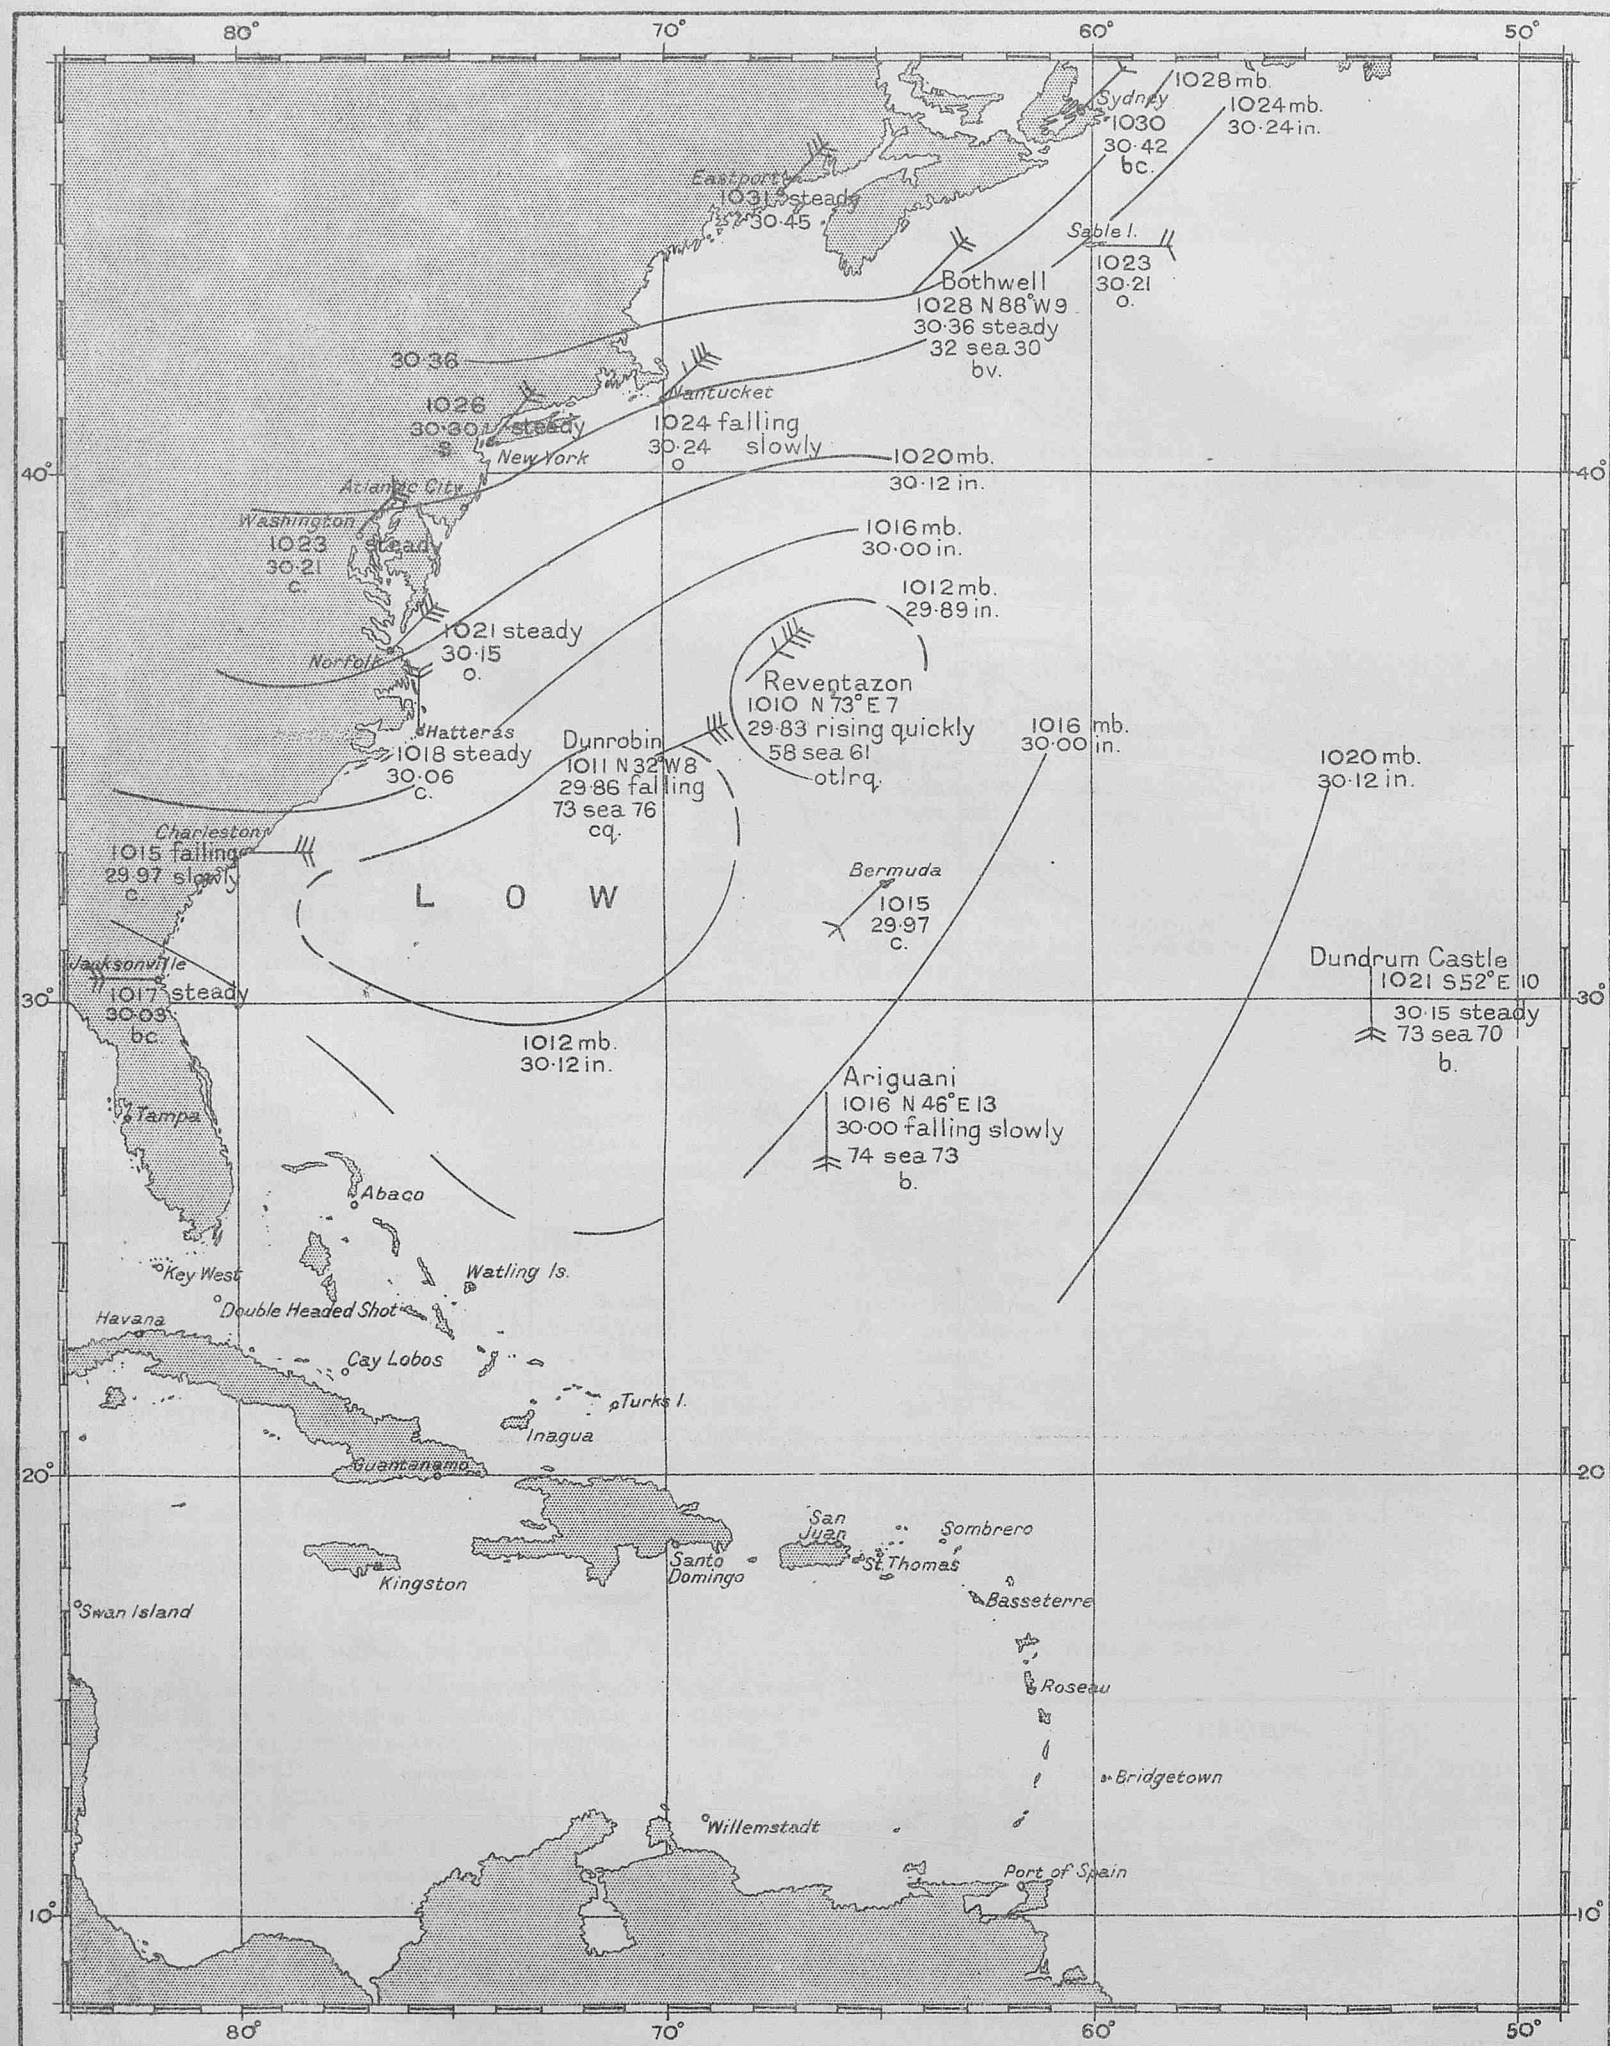 80° 70° 60° 50°
1028 mb.
Sydney
1030
30·42
bc.
1024 mb.
30·24 in.
Eastport
1031 steady
30·45
Sable I.
1023
30·21
o.
Bothwell
1028 N 88° W 9
30·36 steady
32 sea 30
bv.
30·36
1026
30·30 steady
s
New York
Nantucket
1024 falling
30·24 slowly
o
40° 40°
1020 mb.
30·12 in.
Atlantic City
Washington
1023 steady
30·21
c.
1016 mb.
30·00 in.
1012 mb.
29·89 in.
1021 steady
30·15
o.
Norfolk
Reventazon
1010 N 73° E 7
29·83 rising quickly
58 sea 61
otlrq.
Hatteras
1018 steady
30·06
c.
Dunrobin
1011 N 32° W 8
29·86 falling
73 sea 76
cq.
1016 mb.
30·00 in.
1020 mb.
30·12 in.
Charleston
1015 falling
29·97 slowly
c.
L O W
Bermuda
1015
29·97
c.
Jacksonville
1017 steady
30·03
bc
Dundrum Castle
1021 S 52° E 10
30·15 steady
73 sea 70
b.
30° 30°
1012 mb.
30·12 in.
Ariguani
1016 N 46° E 13
30·00 falling slowly
74 sea 73
b.
Tampa
Abaco
Key West
Watling Is.
Double Headed Shot
Havana
Cay Lobos
Turks I.
Inagua
Guantanamo
20° 20°
San
Juan
Sombrero
St. Thomas
Santo
Domingo
Kingston
Basseterre
Swan Island
Roseau
Bridgetown
Willemstadt
Port of Spain
10° 10°
80° 70° 60° 50°